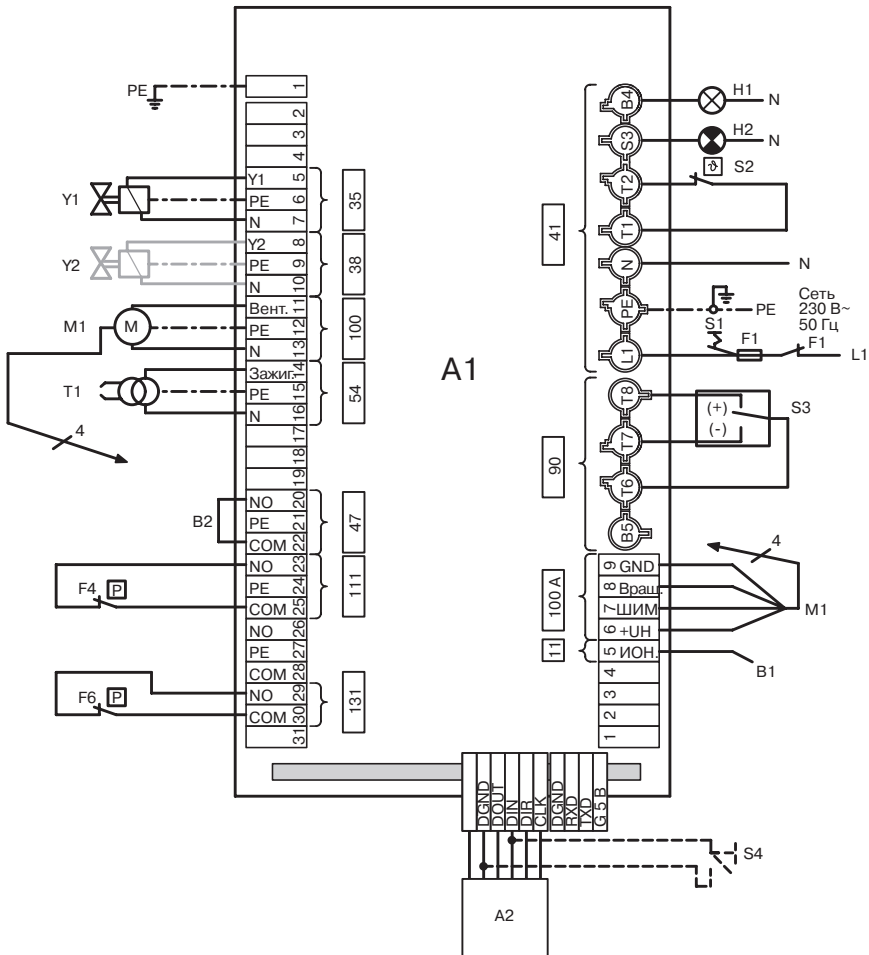 PE
1
2
3
4
Y1 5
PE 6
N 7
Y1
35
Y2 8
PE 9
N 10
Y2
38
Вент. 11
PE 12
N 13
M1
M
100
Зажиг. 14
PE 15
N 16
T1
54
4
17
18
19
NO 20
PE 21
COM 22
B2
47
NO 23
PE 24
COM 25
F4 P
111
NO 26
PE 27
COM 28
NO 29
COM 30
F6 P
131
31
A1
B4 H1 N
S3 H2 N
T2 ϑ S2
T1
N N
PE PE
L1 S1 F1 F1 L1
Сеть
230 В~
50 Гц
41
T8
T7
T6
B5
(+)
(-)
S3
90
9 GND
8 Вращ.
7 ШИМ
6 +UH
5 ИОН.
4
3
2
1
100 A
11
4
M1
B1
DGND
DOUT
DIN
DIR
CLK
DGND
RXD
TXD
G 5 B
S4
A2